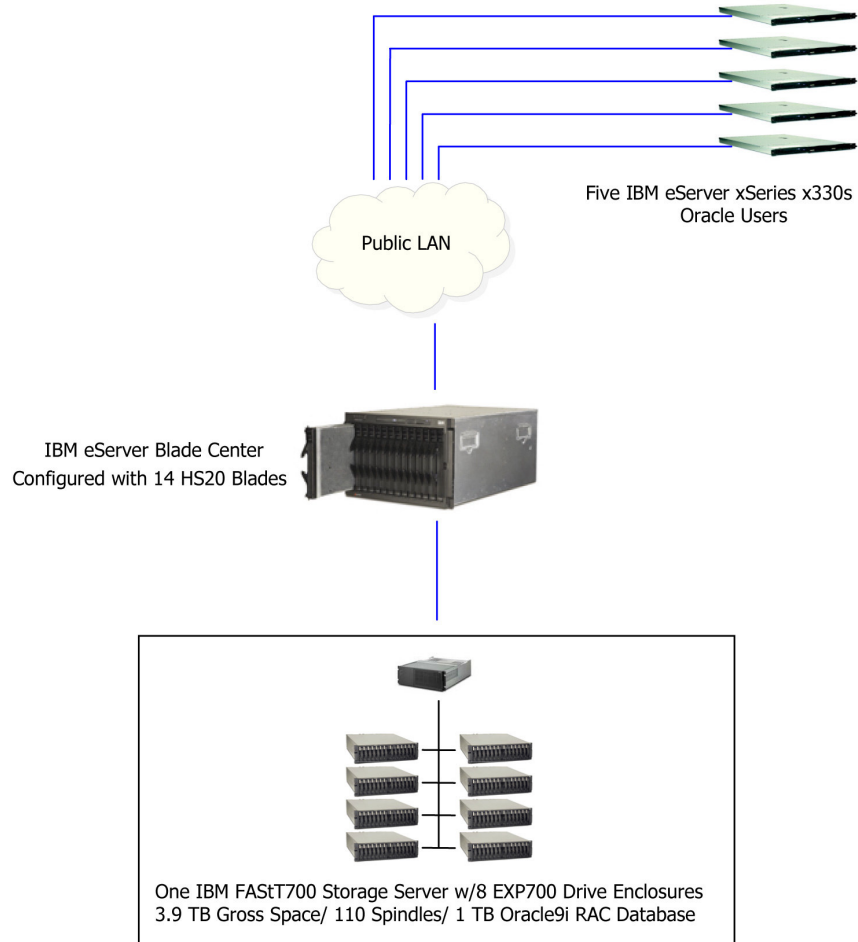 Five IBM eServer xSeries x330s
Oracle Users
Public LAN
IBM eServer Blade Center
Configured with 14 HS20 Blades
One IBM FAStT700 Storage Server w/8 EXP700 Drive Enclosures
3.9 TB Gross Space/ 110 Spindles/ 1 TB Oracle9i RAC Database